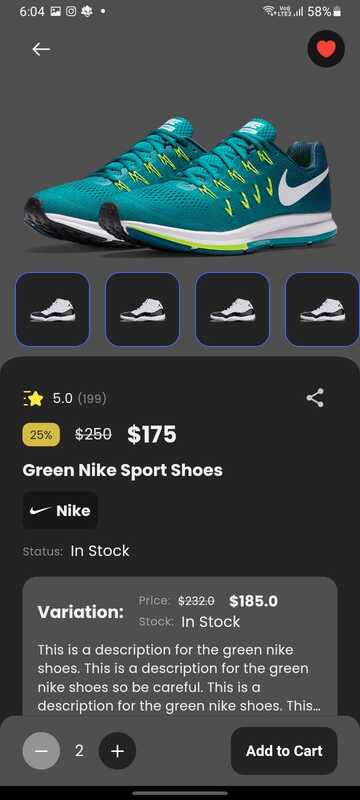 6:04
Vo)) LTE2 58%
5.0 (199)
25% $250 $175
Green Nike Sport Shoes
Nike
Status: In Stock
Variation:
Price: $232.0 $185.0
Stock: In Stock
This is a description for the green nike
shoes. This is a description for the green
nike shoes so be careful. This is a
description for the green nike shoes. This...
2
Add to Cart